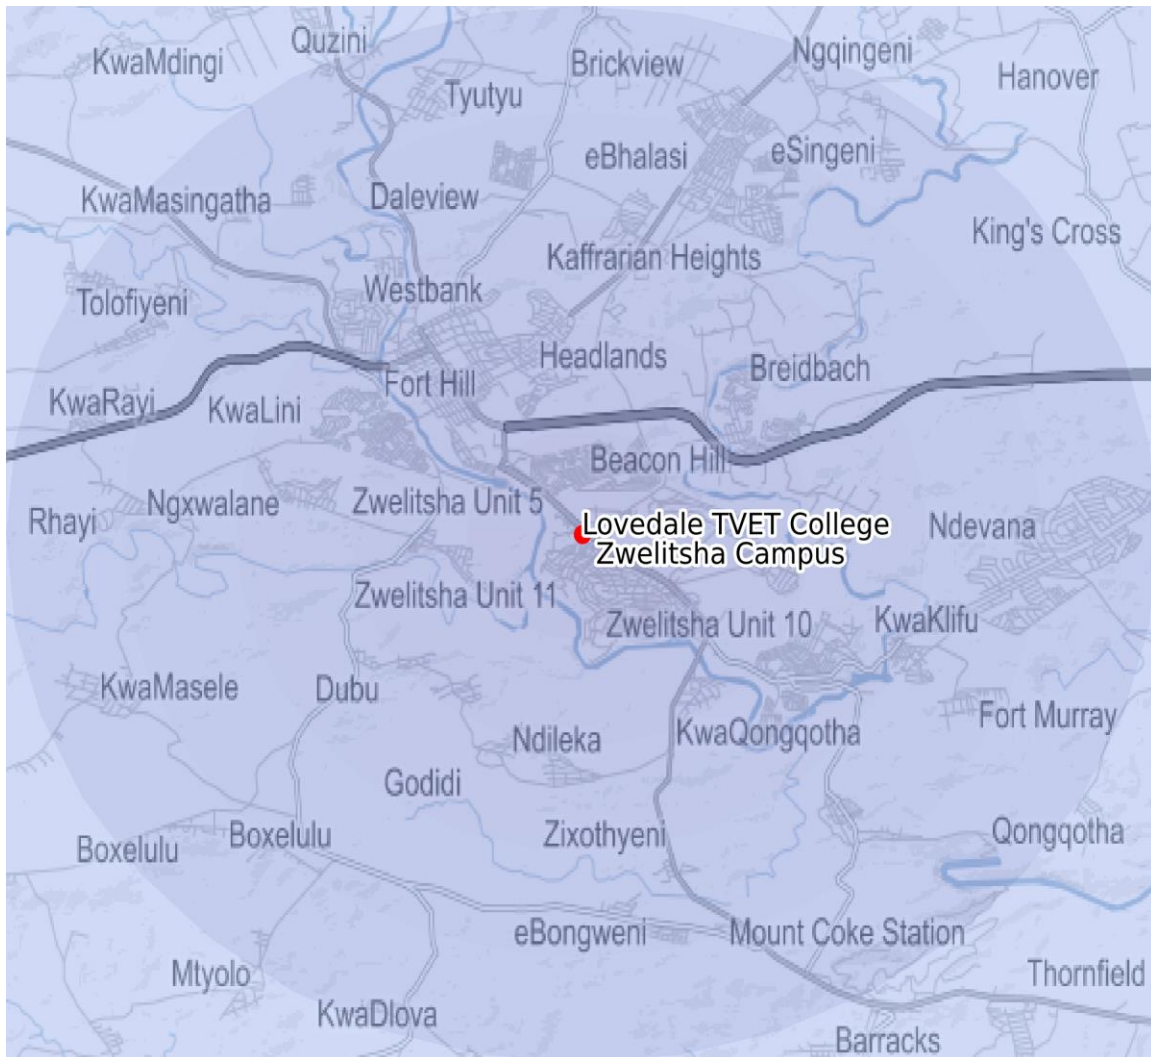 Quzini
KwaMdingi
Brickview
Ngqingeni
Hanover
Tyutyu
eBhalasi
eSingeni
KwaMasingatha
Daleview
King's Cross
Kaffrarian Heights
Tolofiyeni
Westbank
Headlands
Breidbach
Fort Hill
KwaRayi
KwaLini
Beacon Hill
Ngxwalane
Zwelitsha Unit 5
Rhayi
Lovedale TVET College
Zwelitsha Campus
Ndevana
Zwelitsha Unit 11
Zwelitsha Unit 10
KwaKlifu
KwaMasele
Dubu
Fort Murray
Ndileka
KwaQongqotha
Godidi
Boxelulu
Boxelulu
Zixothyeni
Qongqotha
eBongweni
Mount Coke Station
Mtyolo
Thornfield
KwaDlova
Barracks